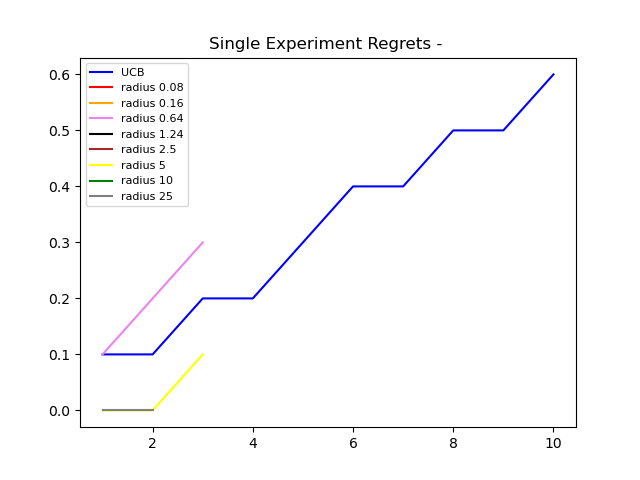 Single Experiment Regrets -
UCB
radius 0.08
radius 0.16
radius 0.64
radius 1.24
radius 2.5
radius 5
radius 10
radius 25
0.6
0.5
0.4
0.3
0.2
0.1
0.0
2 4 6 8 10